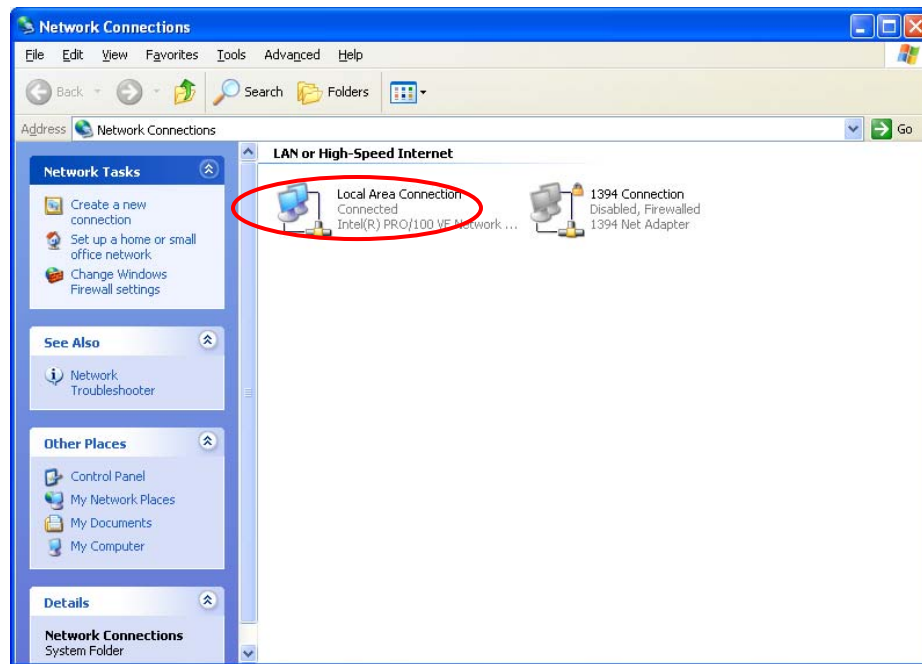 Network Connections
File Edit View Favorites Tools Advanced Help
Back Search Folders
Address Network Connections Go
Network Tasks
Create a new
connection
Set up a home or small
office network
Change Windows
Firewall settings
See Also
Network
Troubleshooter
Other Places
Control Panel
My Network Places
My Documents
My Computer
Details
Network Connections
System Folder
LAN or High-Speed Internet
Local Area Connection
Connected
Intel(R) PRO/100 VE Network ...
1394 Connection
Disabled, Firewalled
1394 Net Adapter